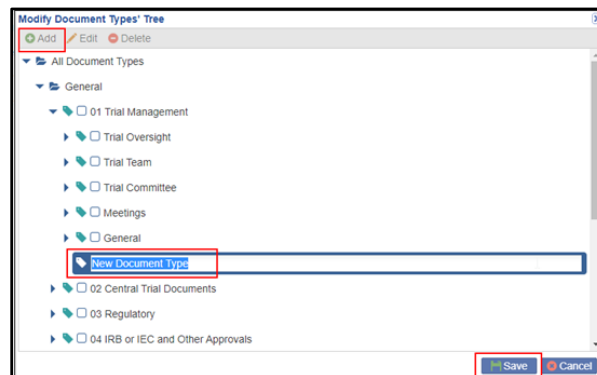 Modify Document Types' Tree
Add Edit Delete
All Document Types
General
01 Trial Management
Trial Oversight
Trial Team
Trial Committee
Meetings
General
New Document Type
02 Central Trial Documents
03 Regulatory
04 IRB or IEC and Other Approvals
Save Cancel